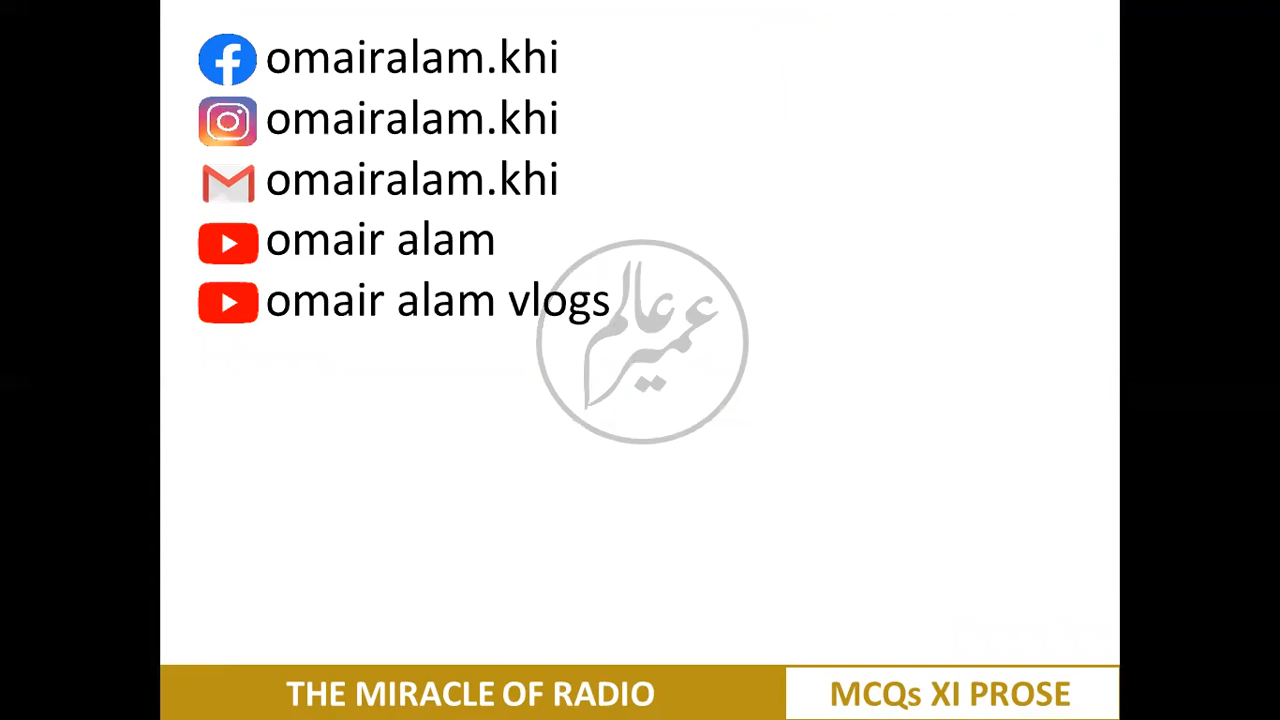 omairalam.khi
omairalam.khi
omairalam.khi
omair alam
omair alam vlogs
عمیر عالم
THE MIRACLE OF RADIO
MCQs XI PROSE